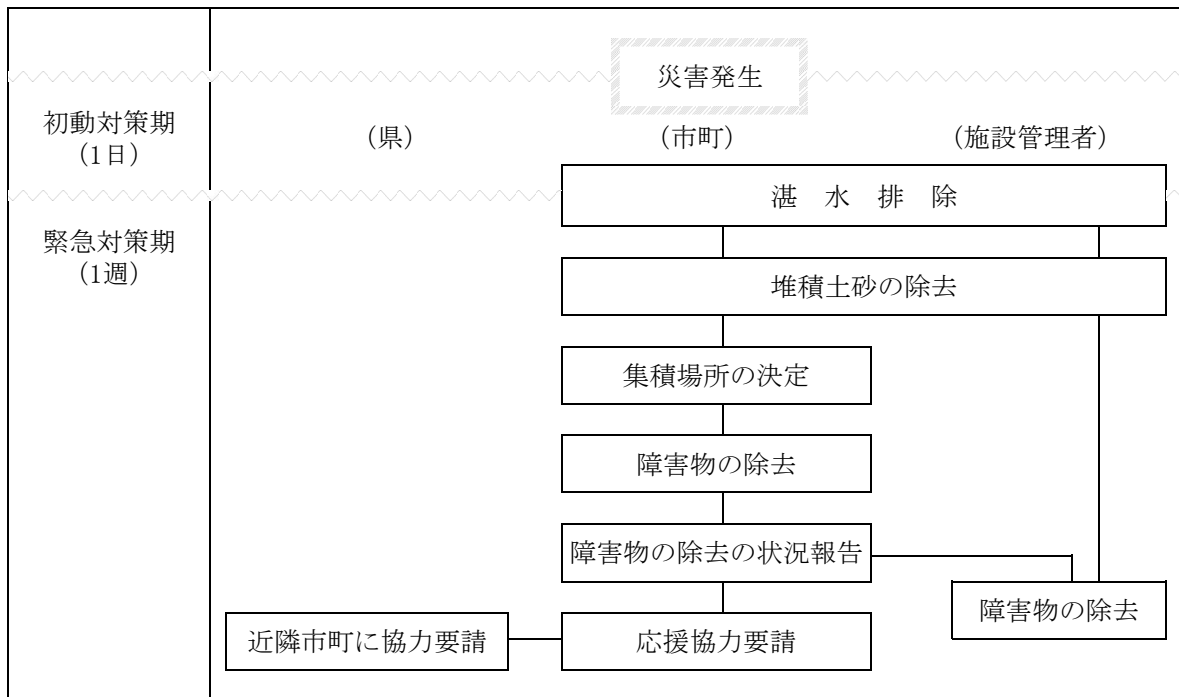 災害発生
初動対策期
(1日)
(県)
(市町)
(施設管理者)
湛 水 排 除
緊急対策期
(1週)
堆積土砂の除去
集積場所の決定
障害物の除去
障害物の除去の状況報告
障害物の除去
近隣市町に協力要請
応援協力要請